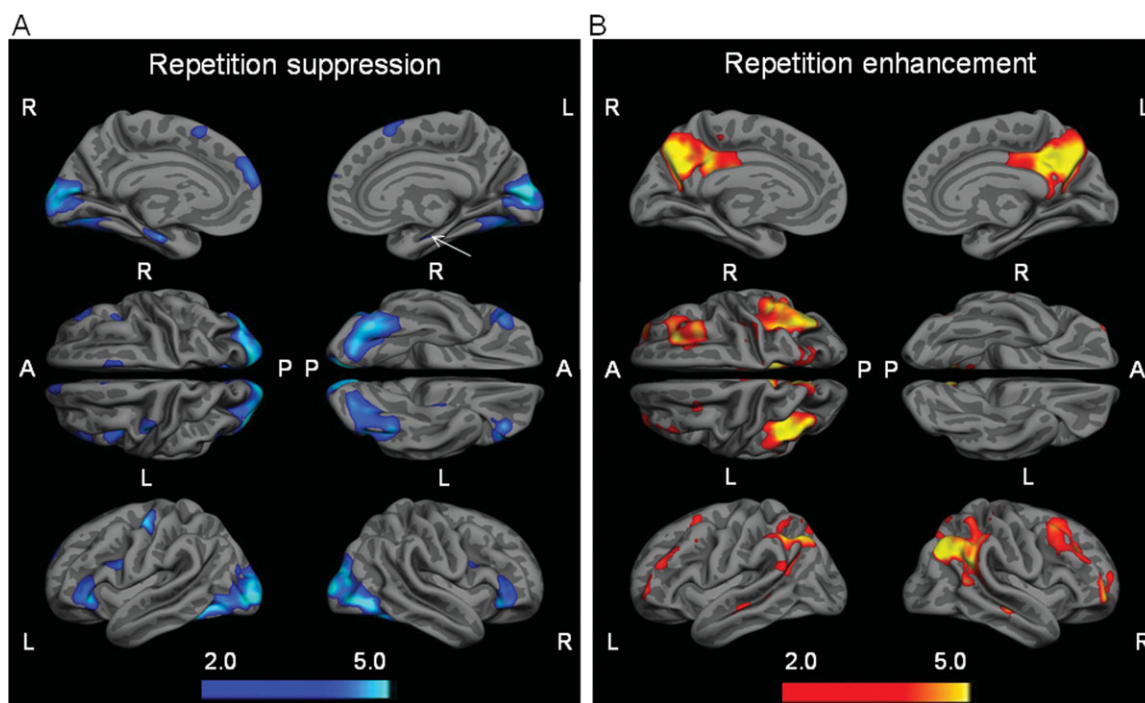 A
B
Repetition suppression
Repetition enhancement
R L
R L
R R
R R
A P P A
A P P A
L L
L L
L R
L R
2.0 5.0
2.0 5.0